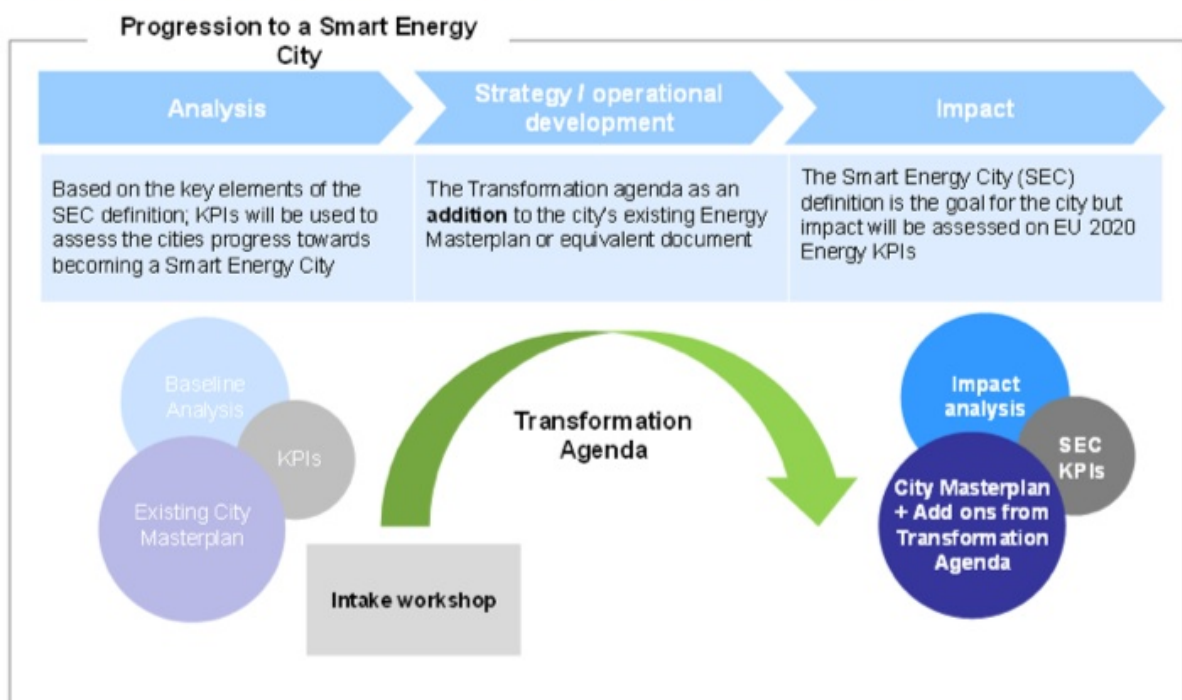 Progression to a Smart Energy
City
Analysis
Strategy / operational
development
Impact
Based on the key elements of the
SEC definition; KPIs will be used to
assess the cities progress towards
becoming a Smart Energy City
The Transformation agenda as an
addition to the city's existing Energy
Masterplan or equivalent document
The Smart Energy City (SEC)
definition is the goal for the city but
impact will be assessed on EU 2020
Energy KPIs
Baseline
Analysis
KPIs
Existing City
Masterplan
Intake workshop
Transformation
Agenda
Impact
analysis
SEC
KPIs
City Masterplan
+ Add ons from
Transformation
Agenda